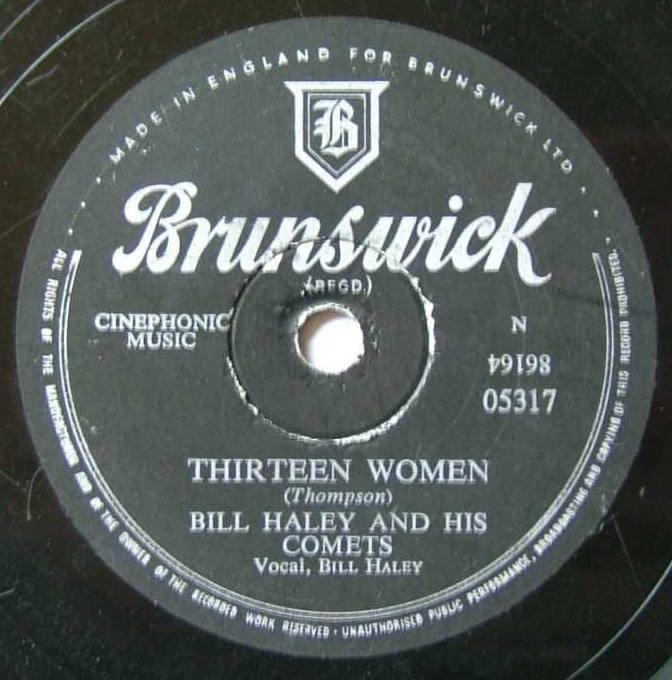 MADE IN ENGLAND FOR BRUNSWICK LTD
B
Brunswick
(REGD.)
CINEPHONIC
MUSIC
N
86194
05317
THIRTEEN WOMEN
(Thompson)
BILL HALEY AND HIS
COMETS
Vocal, BILL HALEY
ALL RIGHTS OF THE MANUFACTURER AND OF THE OWNER OF THE RECORDED WORK RESERVED · UNAUTHORISED PUBLIC PERFORMANCE, BROADCASTING AND COPYING OF THIS RECORD PROHIBITED.